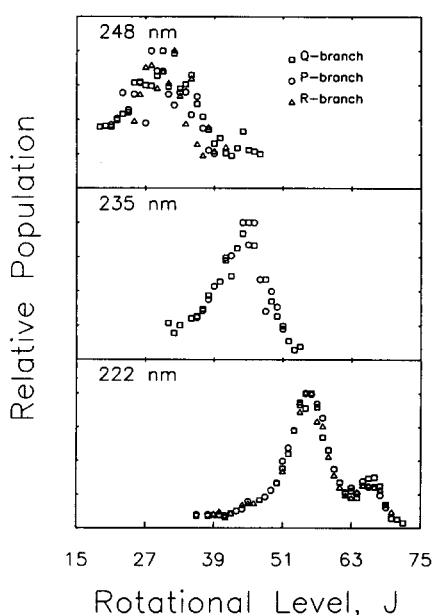 248 nm
Q-branch
P-branch
R-branch
235 nm
222 nm
Relative Population
15 27 39 51 63 75
Rotational Level, J